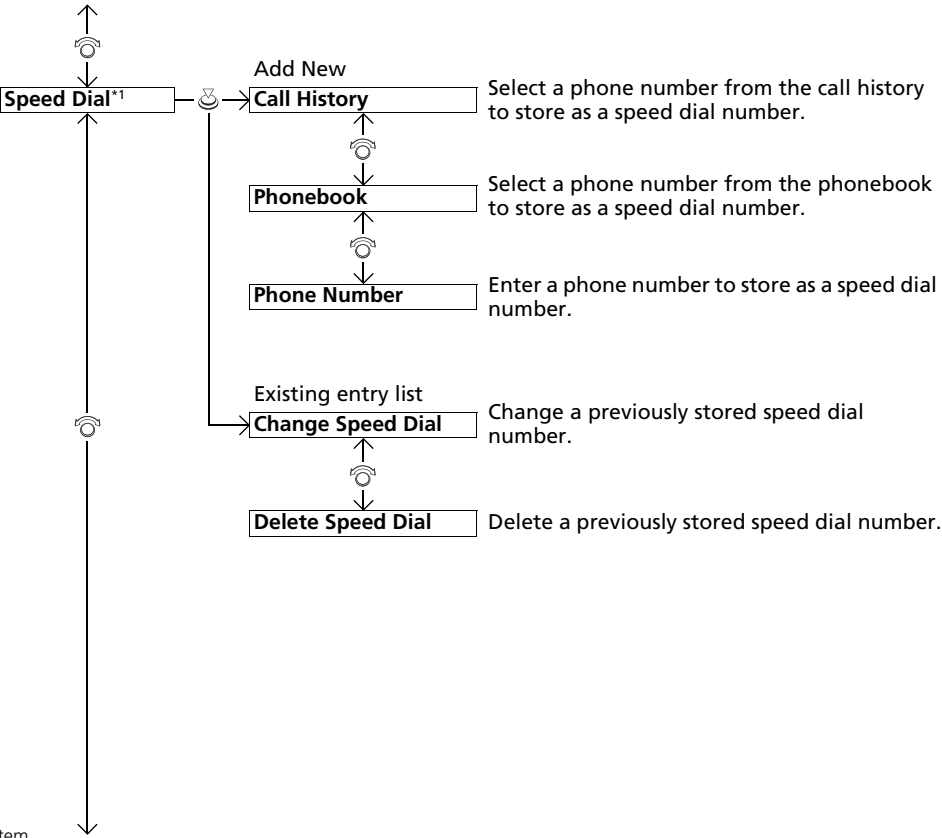 Add New
Speed Dial*1
Call History
Select a phone number from the call history
to store as a speed dial number.
Phonebook
Select a phone number from the phonebook
to store as a speed dial number.
Phone Number
Enter a phone number to store as a speed dial
number.
Existing entry list
Change Speed Dial
Change a previously stored speed dial
number.
Delete Speed Dial
Delete a previously stored speed dial number.